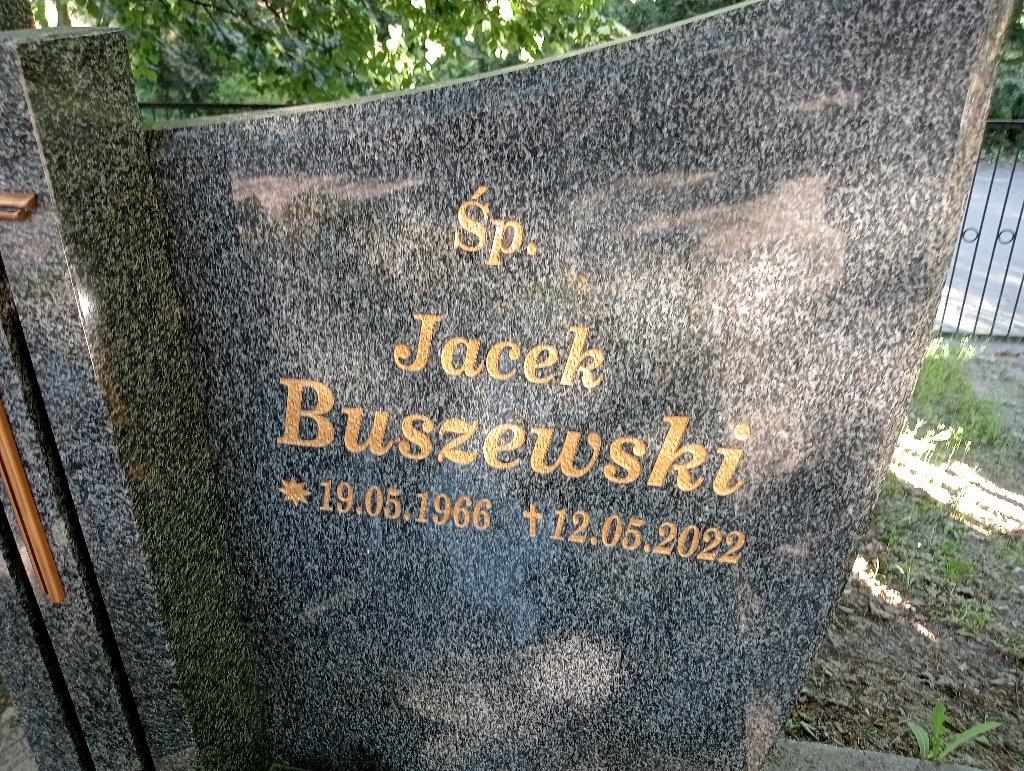 Śp.
Jacek
Buszewski
* 19.05.1966 † 12.05.2022